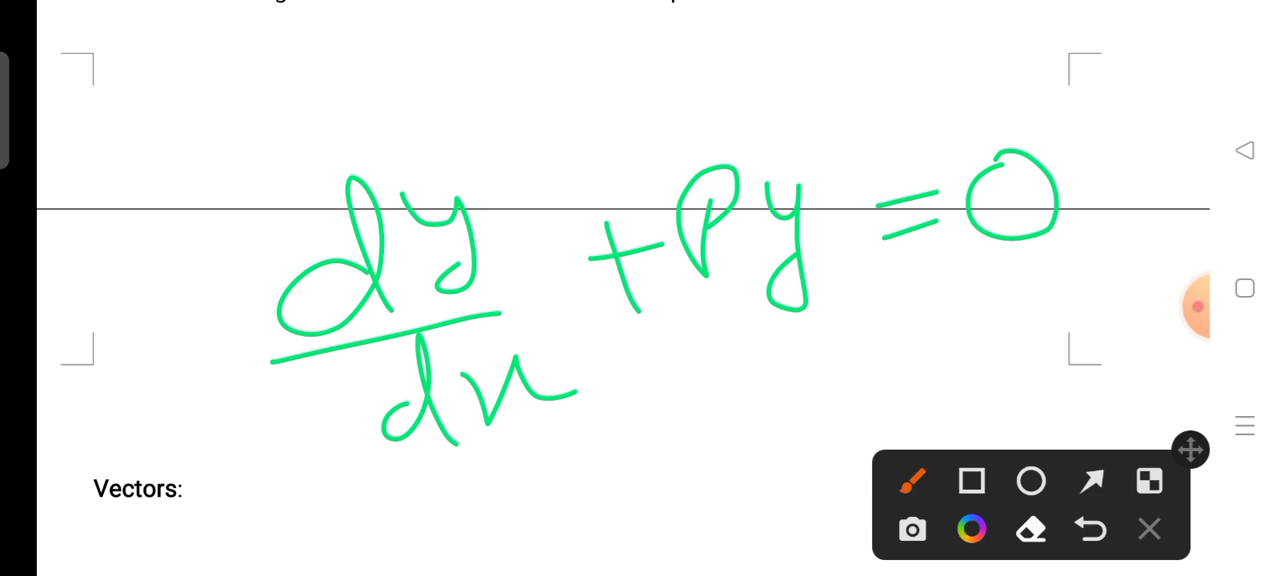 dy/dx + Py = 0
Vectors: